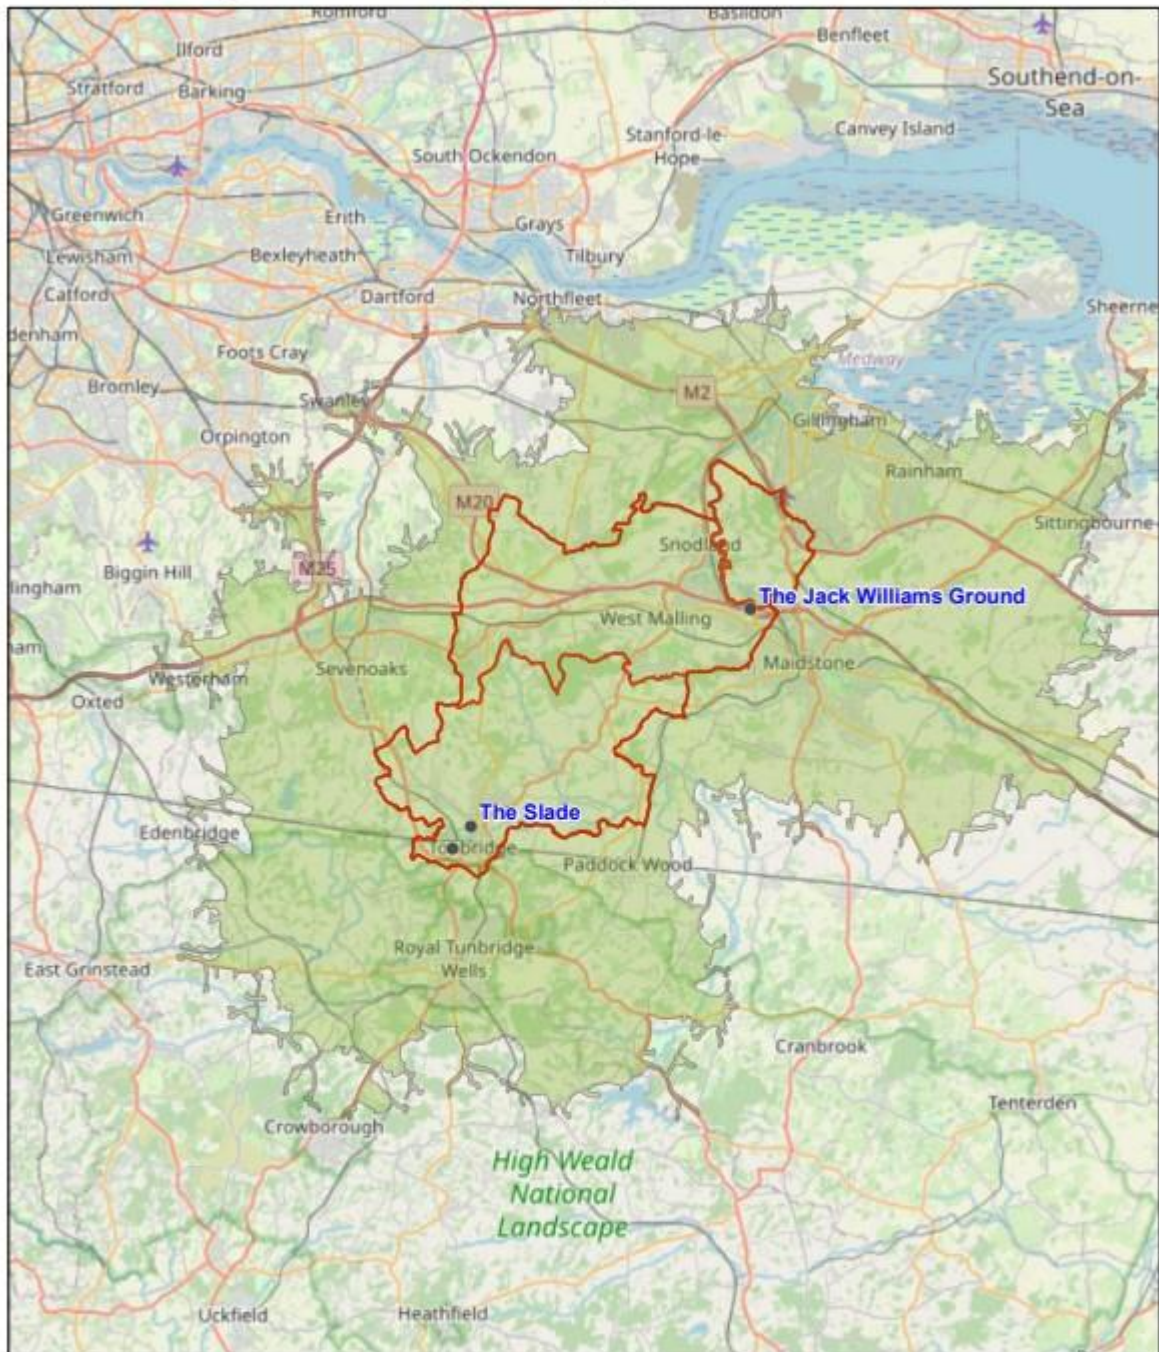 Romford
Basildon
Ilford
Benfleet
Stratford
Barking
Southend-on-
Sea
Canvey Island
Stanford-le
Hope
South Ockendon
Greenwich
Erith
Grays
Lewisham
Bexleyheath
Tilbury
Catford
Dartford
Northfleet
Sheerne
denham
Foots Cray
Medway
Bromley
Swanley
M2
Gillingham
Orpington
Rainham
M20
Sittingbourne
Snodland
M25
Biggin Hill
lingham
The Jack Williams Ground
West Malling
ham
Sevenoaks
Maidstone
Westerham
Oxted
The Slade
Edenbridge
Tonbridge
Paddock Wood
Royal Tunbridge
Wells
East Grinstead
Cranbrook
Tenterden
Crowborough
High Weald
National
Landscape
Uckfield
Heathfield